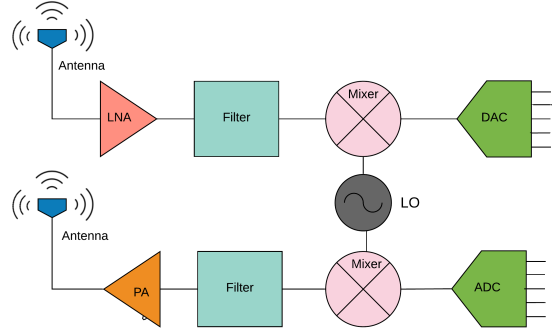 Antenna
LNA
Filter
Mixer
DAC
LO
Antenna
PA
Filter
Mixer
ADC